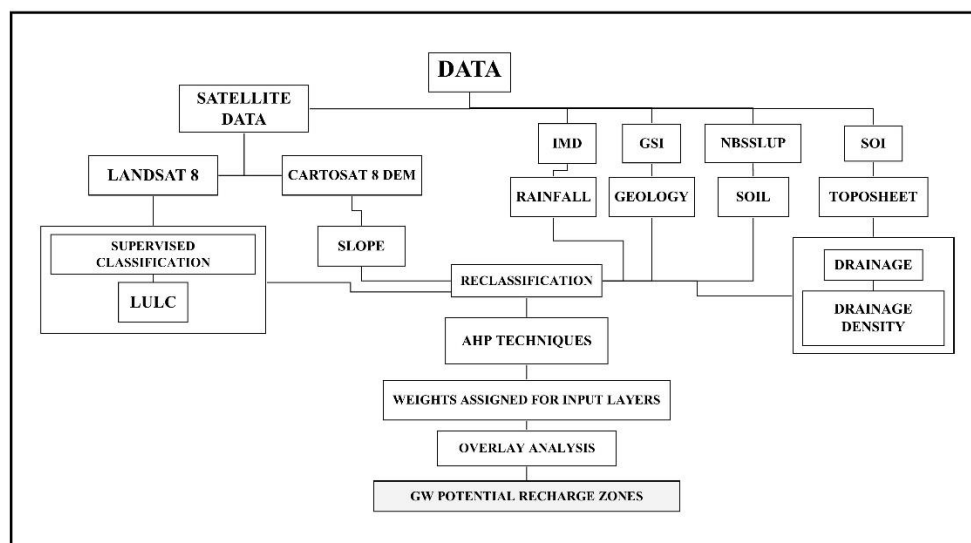 DATA
SATELLITE
DATA
IMD
GSI
NBSSLUP
SOI
LANDSAT 8
CARTOSAT 8 DEM
RAINFALL
GEOLOGY
SOIL
TOPOSHEET
SUPERVISED
CLASSIFICATION
LULC
SLOPE
RECLASSIFICATION
DRAINAGE
DRAINAGE
DENSITY
AHP TECHNIQUES
WEIGHTS ASSIGNED FOR INPUT LAYERS
OVERLAY ANALYSIS
GW POTENTIAL RECHARGE ZONES